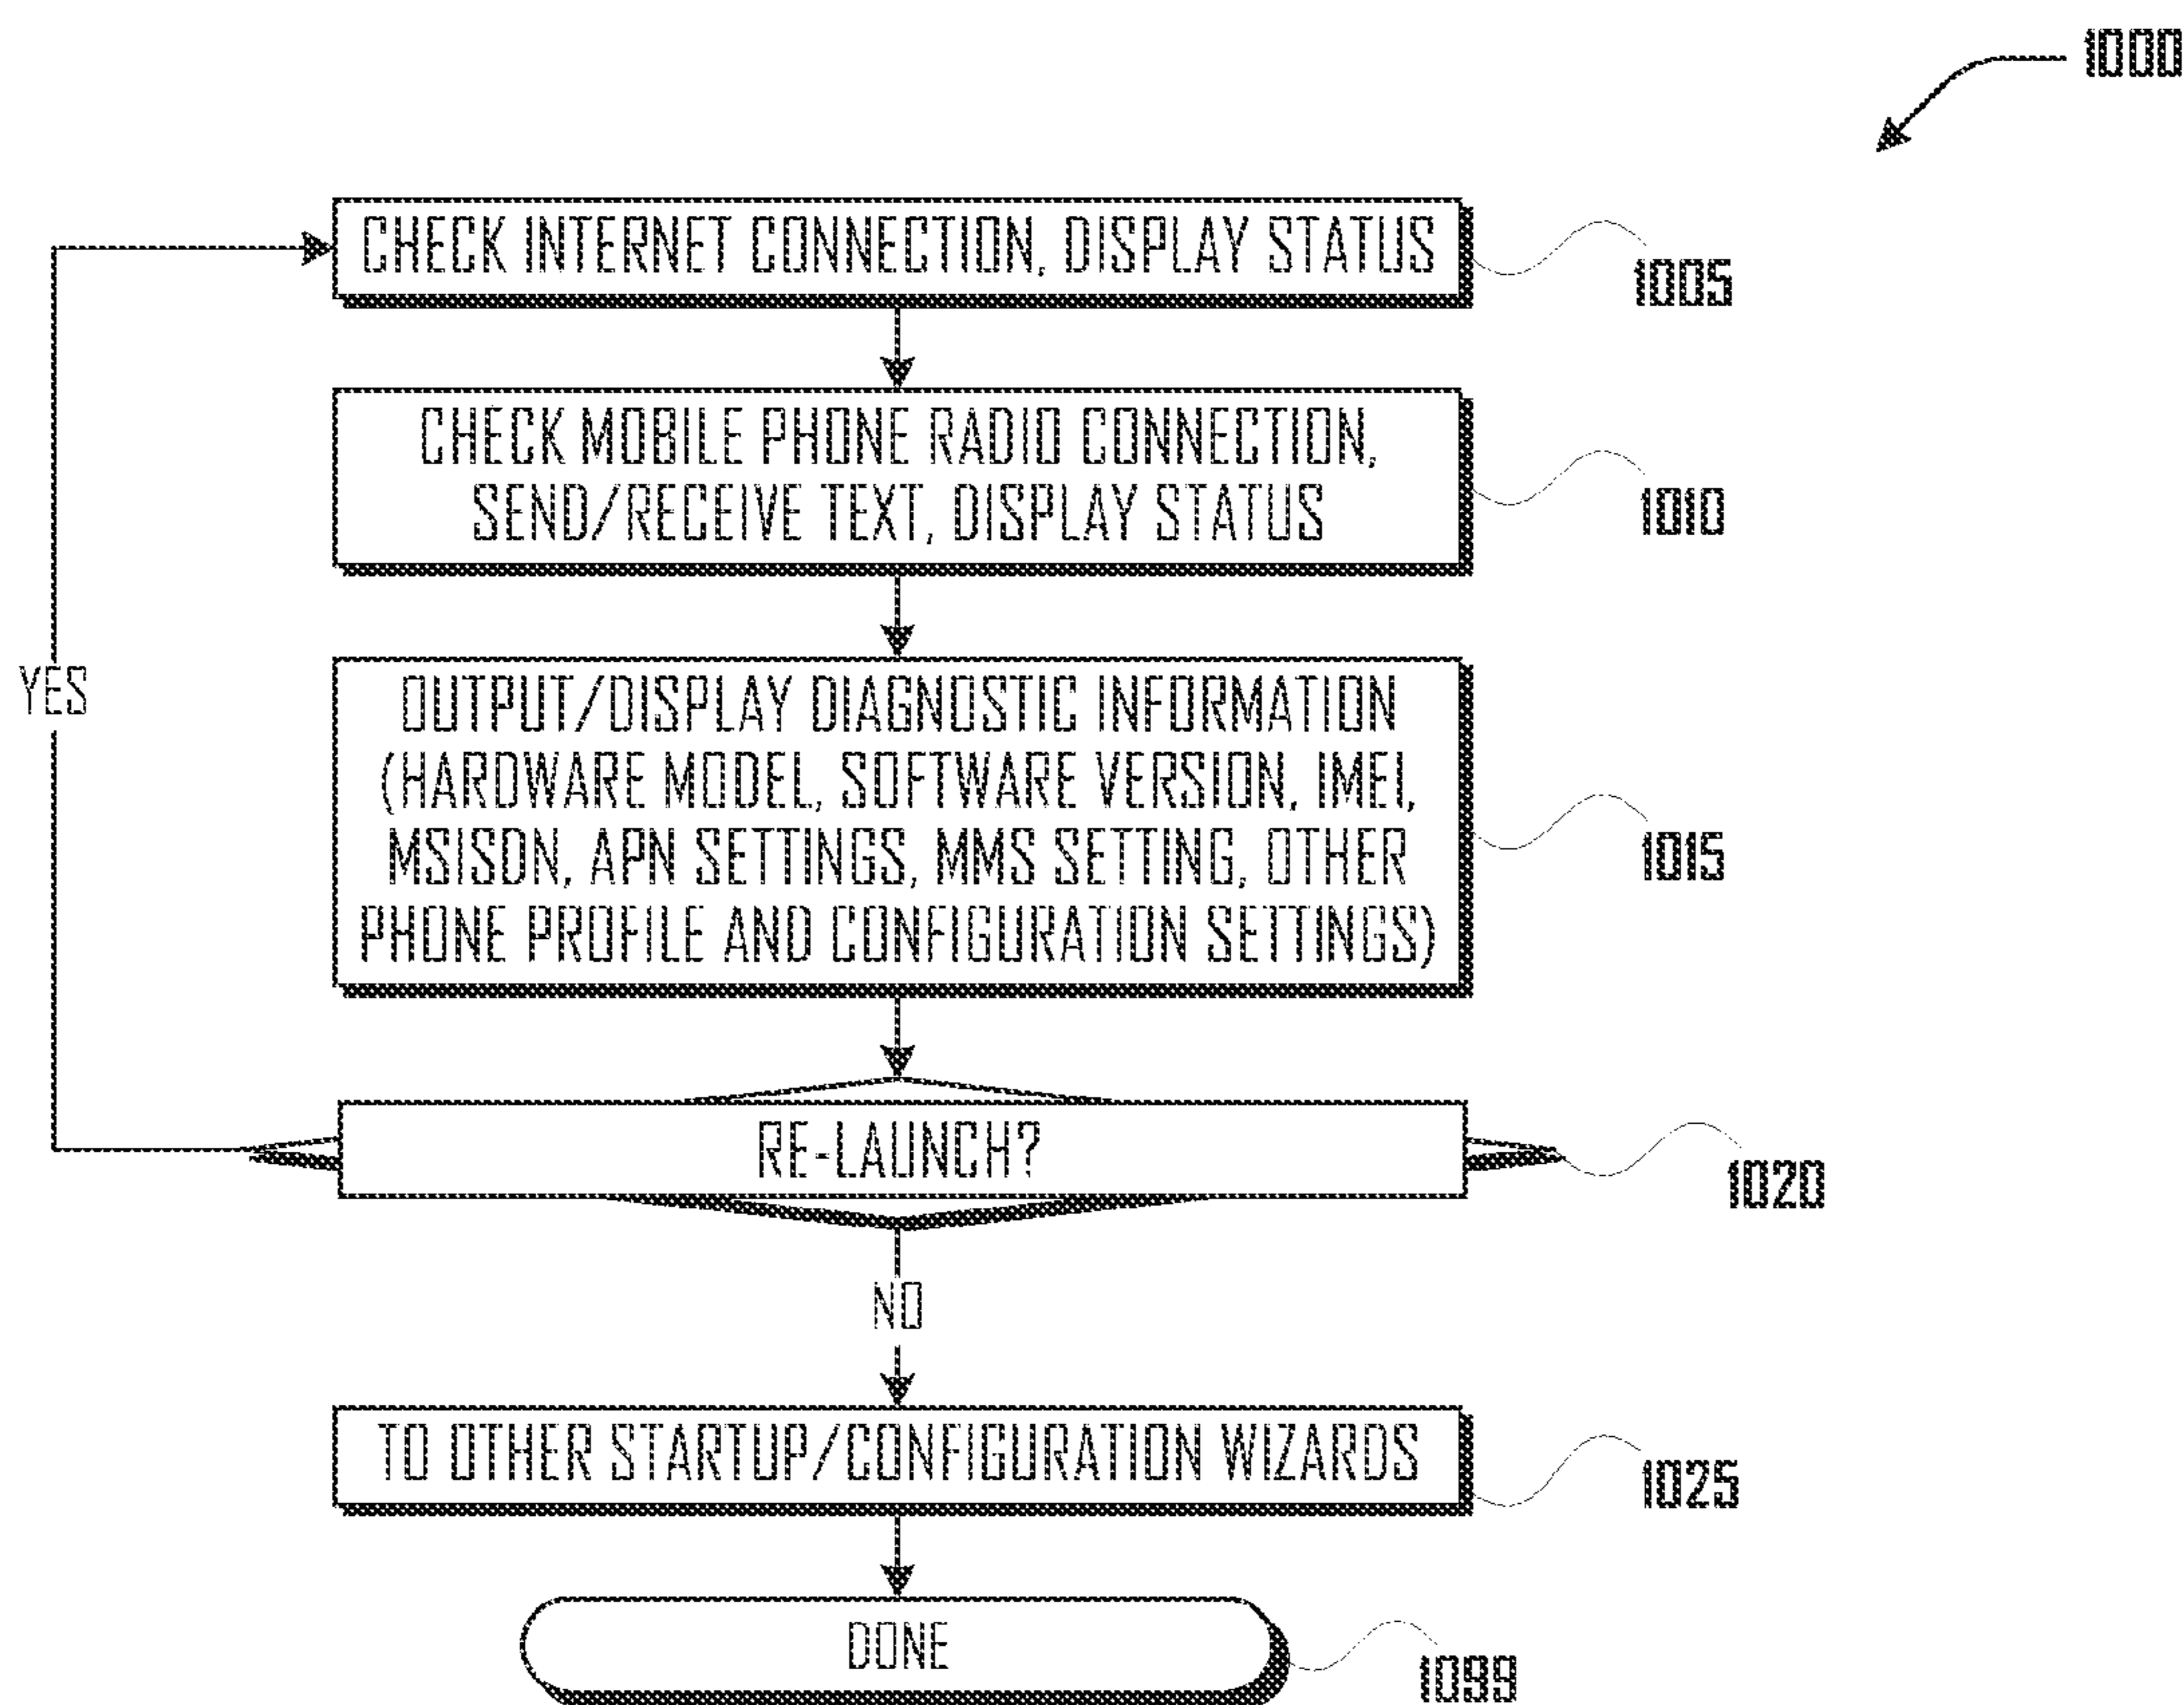 1000
CHECK INTERNET CONNECTION, DISPLAY STATUS
1005
CHECK MOBILE PHONE RADIO CONNECTION,
SEND/RECEIVE TEXT, DISPLAY STATUS
1010
YES
OUTPUT/DISPLAY DIAGNOSTIC INFORMATION
(HARDWARE MODEL, SOFTWARE VERSION, IMEI,
MSISDN, APN SETTINGS, MMS SETTING, OTHER
PHONE PROFILE AND CONFIGURATION SETTINGS)
1015
RE-LAUNCH?
1020
NO
TO OTHER STARTUP/CONFIGURATION WIZARDS
1025
DONE
1099